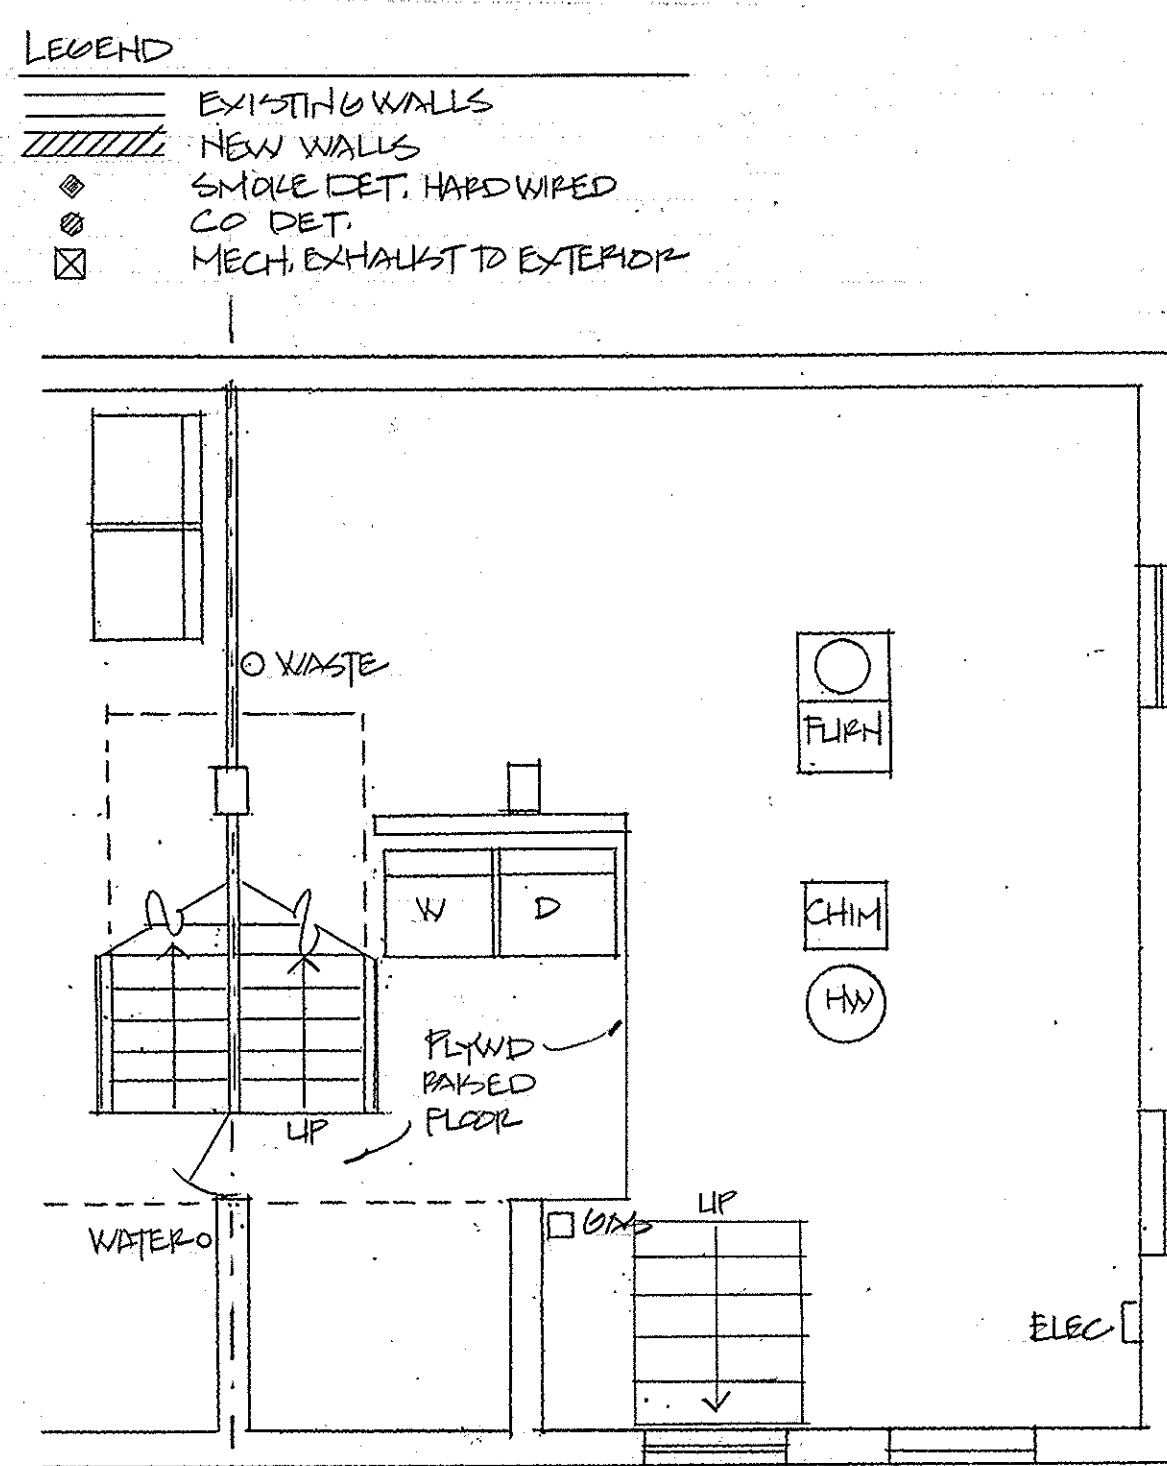 LEGEND
EXISTING WALLS
NEW WALLS
SMOKE DET. HARDWIRED
CO DET.
MECH. EXHAUST TO EXTERIOR
WASTE
FURN
W D
CHIM
HW
PLYWD
RAISED
FLOOR
UP
UP
WATER
GAS
ELEC